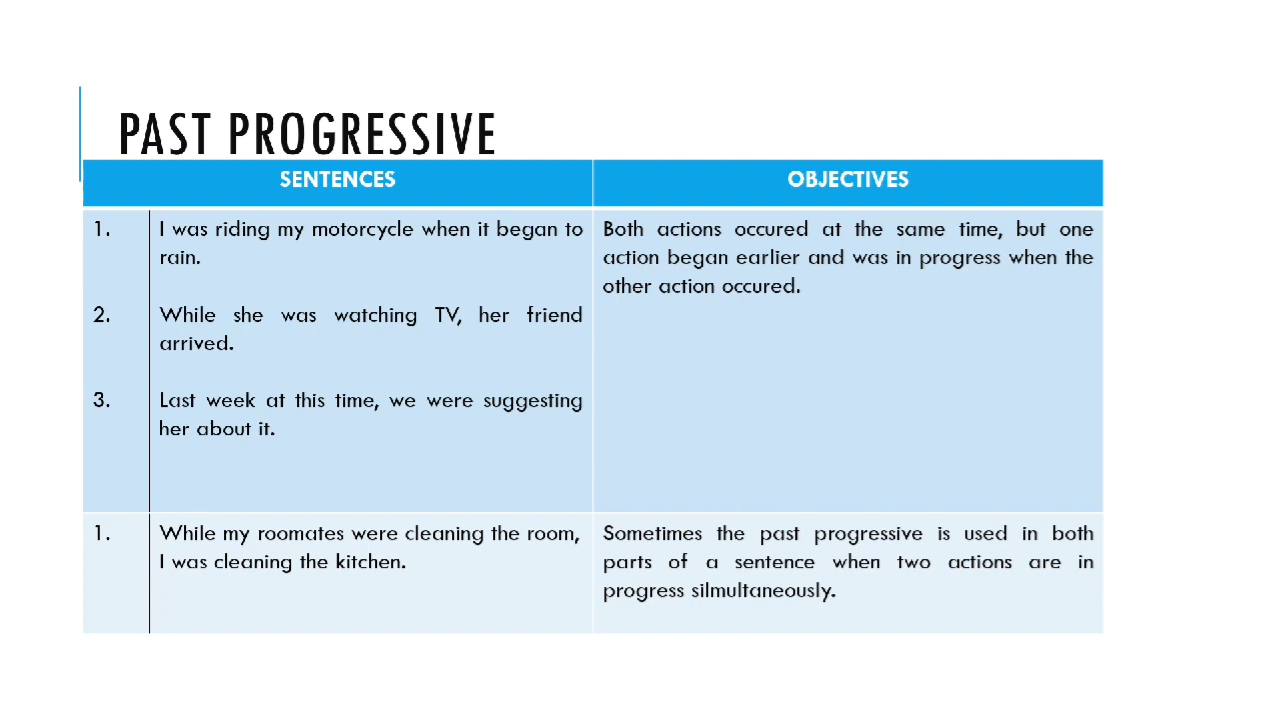 PAST PROGRESSIVE
SENTENCES
OBJECTIVES
1. I was riding my motorcycle when it began to
rain.
2. While she was watching TV, her friend
arrived.
3. Last week at this time, we were suggesting
her about it.
Both actions occured at the same time, but one
action began earlier and was in progress when the
other action occured.
1. While my roomates were cleaning the room,
I was cleaning the kitchen.
Sometimes the past progressive is used in both
parts of a sentence when two actions are in
progress silmultaneously.